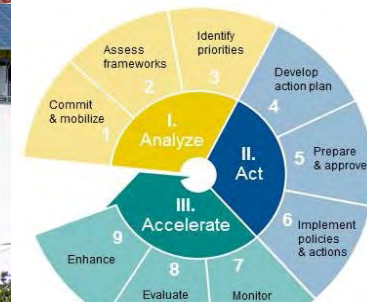 Commit
& mobilize
1
Assess
frameworks
2
Identify
priorities
3
Develop
action plan
4
5
Prepare
& approve
6
Implement
policies
& actions
7
Monitor
8
Evaluate
9
Enhance
I.
Analyze
II.
Act
III.
Accelerate